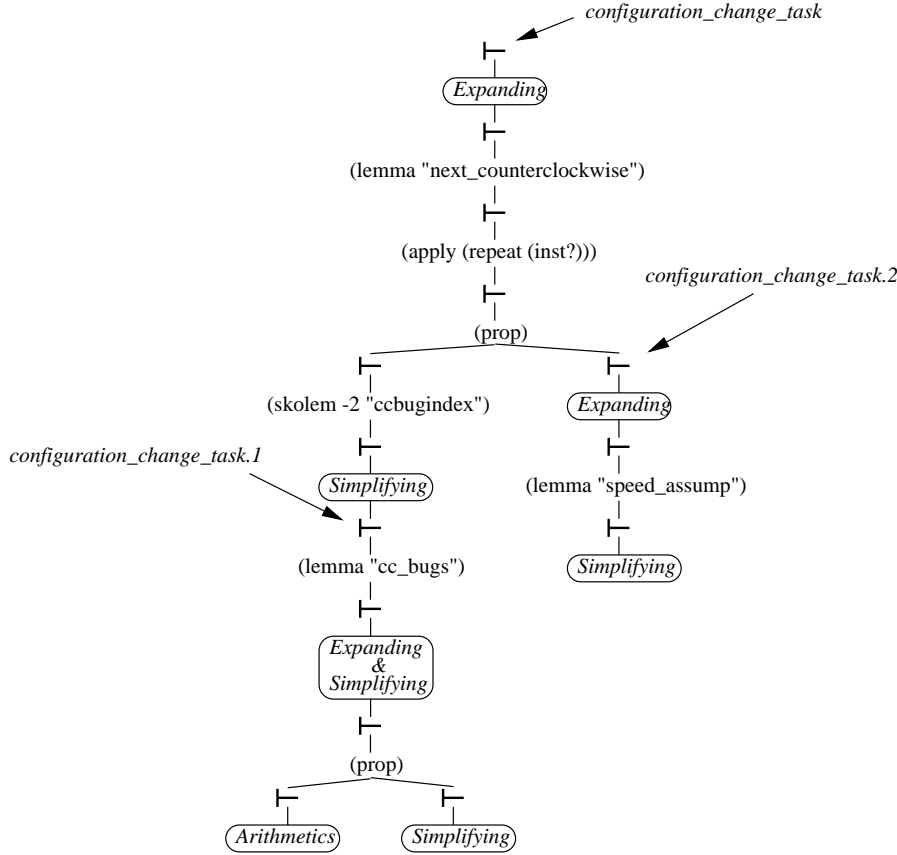 configuration_change_task
Expanding
(lemma "next_counterclockwise")
(apply (repeat (inst?)))
configuration_change_task.2
(prop)
(skolem -2 "ccbugindex")
Expanding
configuration_change_task.1
Simplifying
(lemma "speed_assump")
(lemma "cc_bugs")
Simplifying
Expanding
&
Simplifying
(prop)
Arithmetics
Simplifying